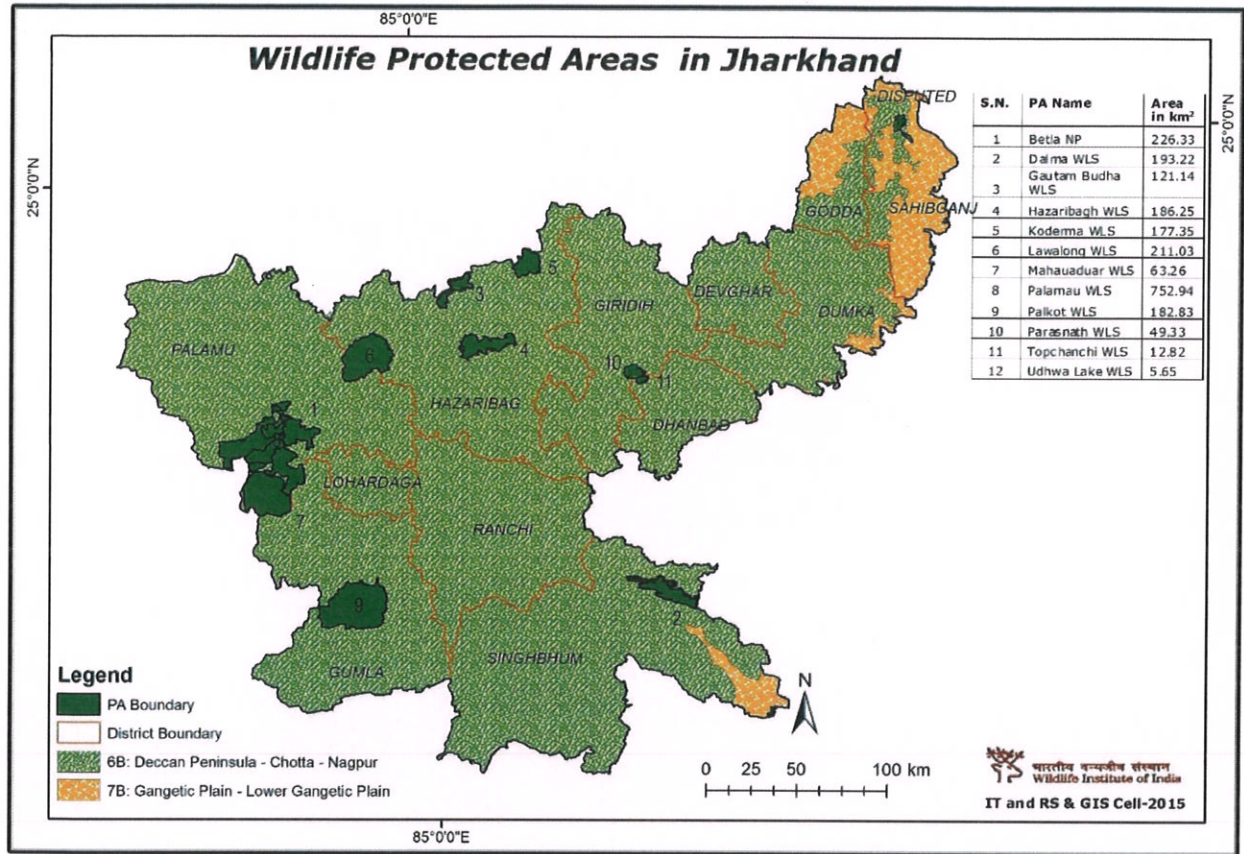 85°0'0"E
Wildlife Protected Areas in Jharkhand
25°0'0"N
25°0'0"N
S.N. PA Name Area in km²
1 Betla NP 226.33
2 Dalma WLS 193.22
3 Gautam Budha WLS 121.14
4 Hazaribagh WLS 186.25
5 Koderma WLS 177.35
6 Lawalong WLS 211.03
7 Mahauaduar WLS 63.26
8 Palamau WLS 752.94
9 Palkot WLS 182.83
10 Parasnath WLS 49.33
11 Topchanchi WLS 12.82
12 Udhwa Lake WLS 5.65
DISPUTED
GODDA
SAHIBGANJ
5
3
GIRIDIH
DEVGHAR
DUMKA
PALAMU
6
4
10
11
HAZARIBAG
DHANBAD
1
LOHARDAGA
7
RANCHI
9
2
GUMLA
SINGHBHUM
N
Legend
PA Boundary
District Boundary
6B: Deccan Peninsula - Chotta - Nagpur
7B: Gangetic Plain - Lower Gangetic Plain
0 25 50 100 km
भारतीय वन्यजीव संस्थान
Wildlife Institute of India
IT and RS & GIS Cell-2015
85°0'0"E